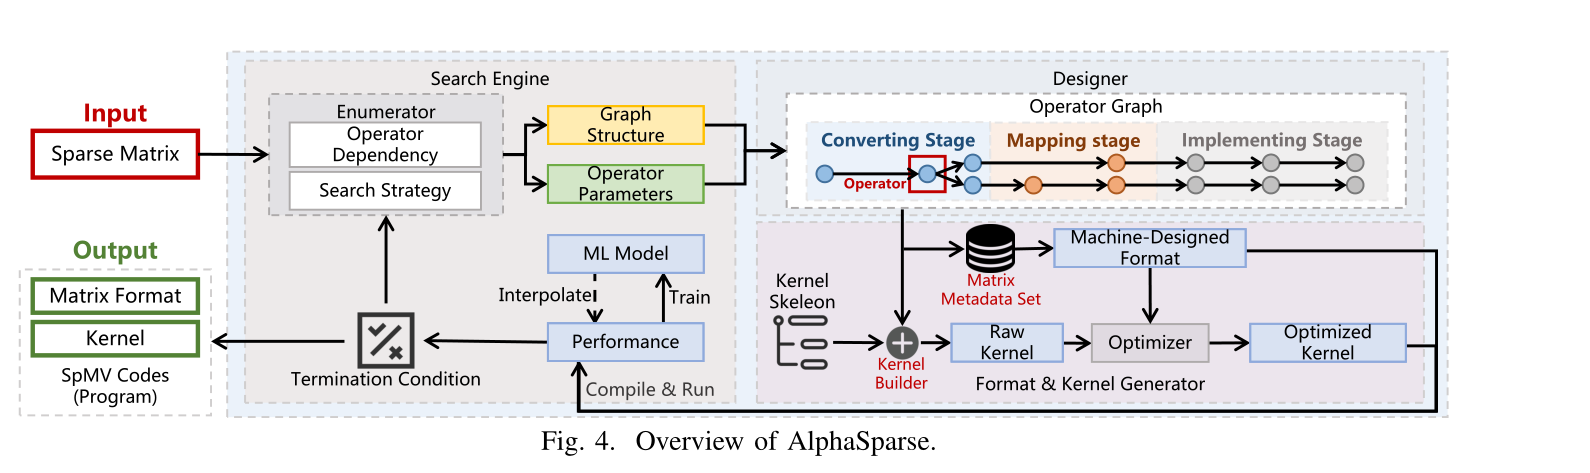 Input
Sparse Matrix
Output
Matrix Format
Kernel
SpMV Codes
(Program)
Search Engine
Enumerator
Operator
Dependency
Search Strategy
Graph
Structure
Operator
Parameters
ML Model
Interpolate
Train
Performance
Termination Condition
Compile & Run
Designer
Operator Graph
Converting Stage
Mapping stage
Implementing Stage
Operator
Kernel
Skeleon
Matrix
Metadata Set
Machine-Designed
Format
Kernel
Builder
Raw
Kernel
Optimizer
Optimized
Kernel
Format & Kernel Generator
Fig. 4. Overview of AlphaSparse.